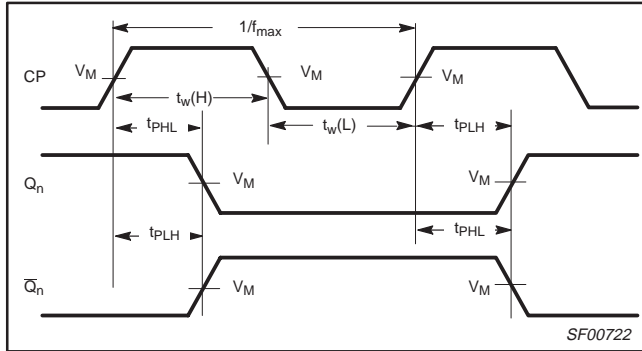 1/fmax
CP
VM
VM
VM
tw(H)
tPHL
tw(L)
tPLH
Qn
VM
VM
tPLH
tPHL
Q̅n
VM
VM
SF00722